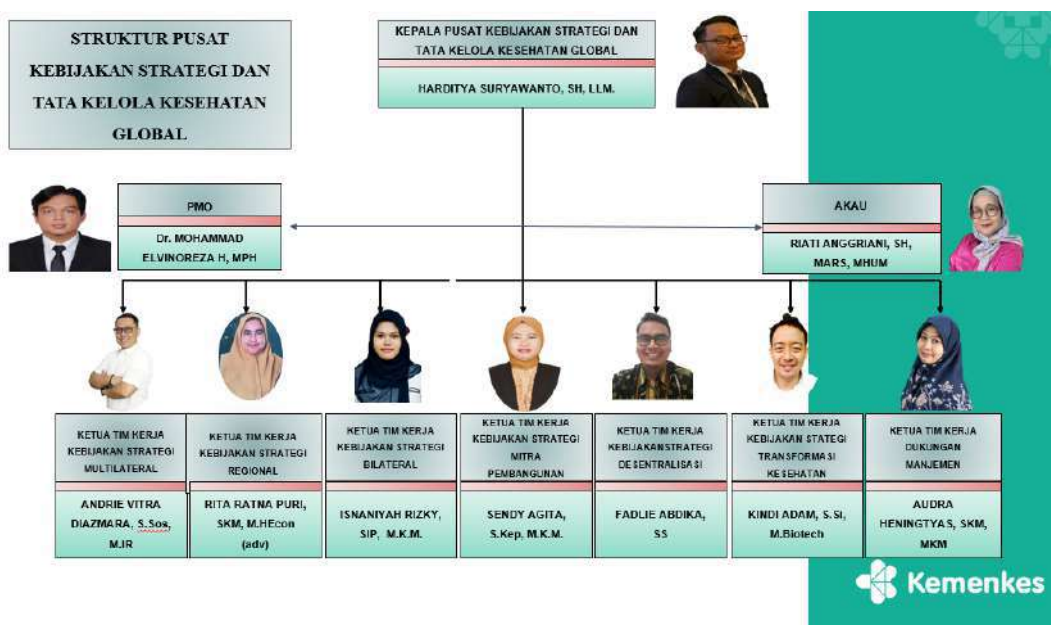 STRUKTUR PUSAT
KEBIJAKAN STRATEGI DAN
TATA KELOLA KESEHATAN
GLOBAL
KEPALA PUSAT KEBIJAKAN STRATEGI DAN
TATA KELOLA KESEHATAN GLOBAL
HARDITYA SURYAWANTO, SH, LLM.
PMO
Dr. MOHAMMAD
ELVINOREZA H, MPH
AKAU
RIATI ANGGRIANI, SH,
MARS, MHUM
KETUA TIM KERJA
KEBIJAKAN STRATEGI
MULTILATERAL
ANDRIE VITRA
DIAZMARA, S.Sos,
M.IR
KETUA TIM KERJA
KEBIJAKAN STRATEGI
REGIONAL
RITA RATNA PURI,
SKM, M.HEcon
(adv)
KETUA TIM KERJA
KEBIJAKAN STRATEGI
BILATERAL
ISNANIYAH RIZKY,
SIP, M.K.M.
KETUA TIM KERJA
KEBIJAKAN STRATEGI
MITRA
PEMBANGUNAN
SENDY AGITA,
S.Kep, M.K.M.
KETUA TIM KERJA
KEBIJAKANSTRATEGI
DESENTRALISASI
FADLIE ABDIKA,
SS
KETUA TIM KERJA
KEBIJAKAN STATEGI
TRANSFORMASI
KESEHATAN
KINDI ADAM, S.SI,
M.Biotech
KETUA TIM KERJA
DUKUNGAN
MANJEMEN
AUDRA
HENINGTYAS, SKM,
MKM
Kemenkes